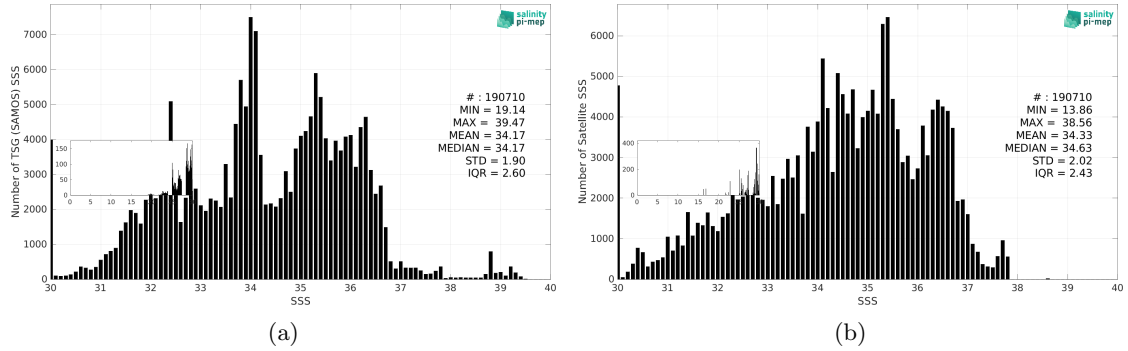 salinity
pi-mep
Number of TSG (SAMOS) SSS
7000
6000
5000
4000
3000
2000
1000
0
# : 190710
MIN = 19.14
MAX = 39.47
MEAN = 34.17
MEDIAN = 34.17
STD = 1.90
IQR = 2.60
150
100
50
0
0 5 10 15 20 25
30 31 32 33 34 35 36 37 38 39 40
SSS
(a)
salinity
pi-mep
Number of Satellite SSS
6000
5000
4000
3000
2000
1000
0
# : 190710
MIN = 13.86
MAX = 38.56
MEAN = 34.33
MEDIAN = 34.63
STD = 2.02
IQR = 2.43
400
200
0
0 5 10 15 20 25
30 31 32 33 34 35 36 37 38 39 40
SSS
(b)